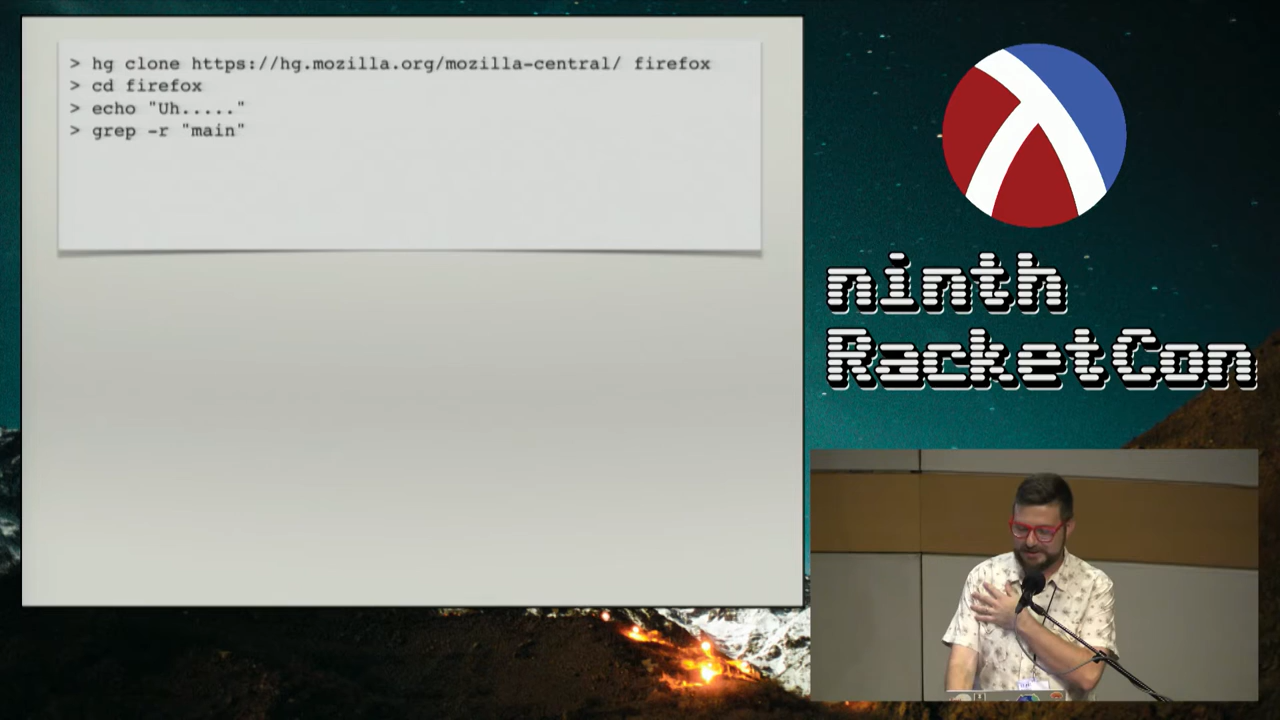 > hg clone https://hg.mozilla.org/mozilla-central/ firefox
> cd firefox
> echo "Uh....."
> grep -r "main"
ninth
RacketCon